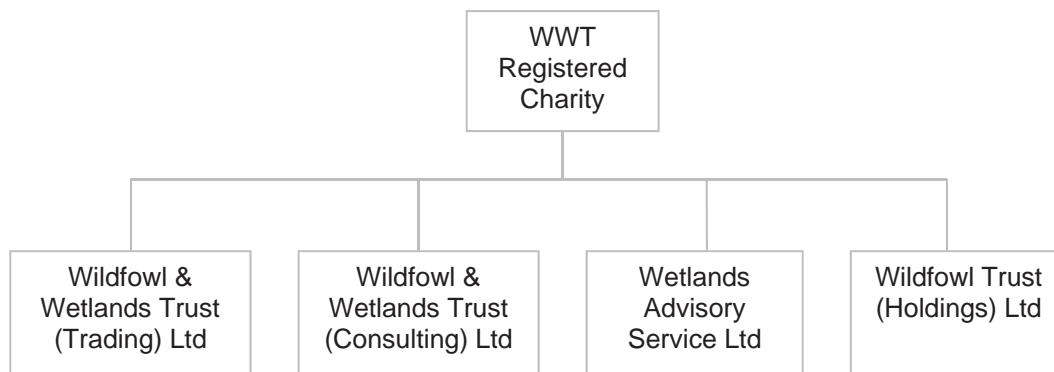 WWT
Registered
Charity
Wildfowl &
Wetlands Trust
(Trading) Ltd
Wildfowl &
Wetlands Trust
(Consulting) Ltd
Wetlands
Advisory
Service Ltd
Wildfowl Trust
(Holdings) Ltd